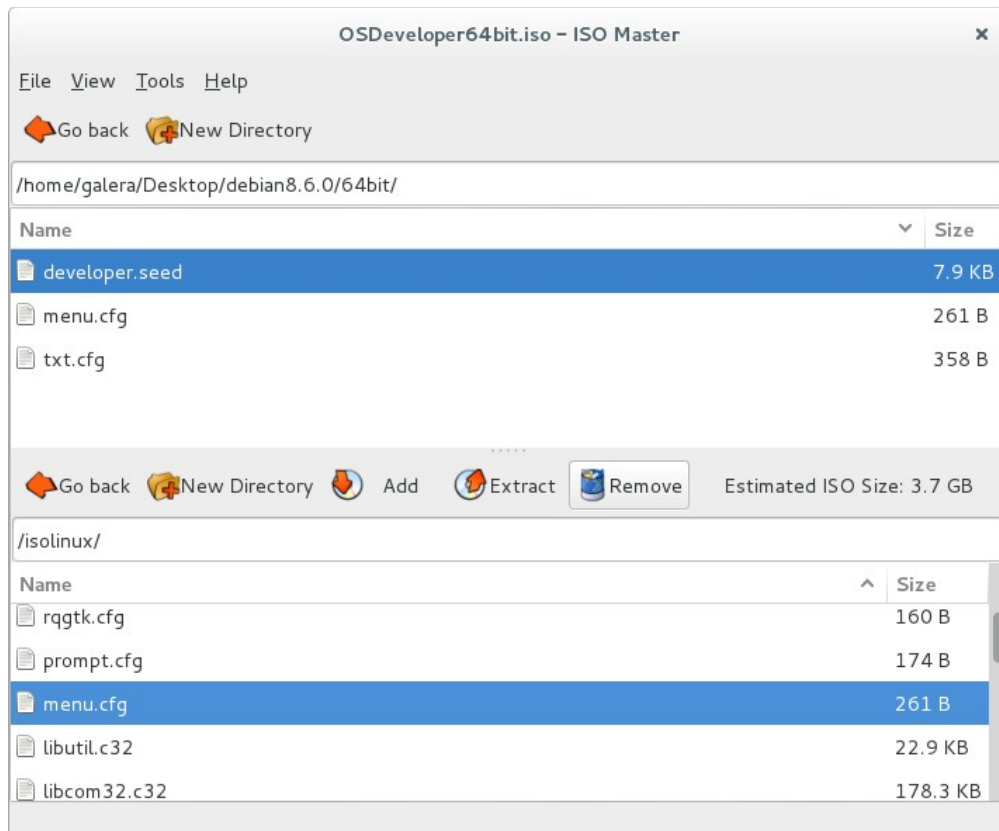 OSDeveloper64bit.iso – ISO Master
File View Tools Help
Go back New Directory
/home/galera/Desktop/debian8.6.0/64bit/
Name Size
developer.seed 7.9 KB
menu.cfg 261 B
txt.cfg 358 B
Go back New Directory Add Extract Remove Estimated ISO Size: 3.7 GB
/isolinux/
Name Size
rqgtk.cfg 160 B
prompt.cfg 174 B
menu.cfg 261 B
libutil.c32 22.9 KB
libcom32.c32 178.3 KB